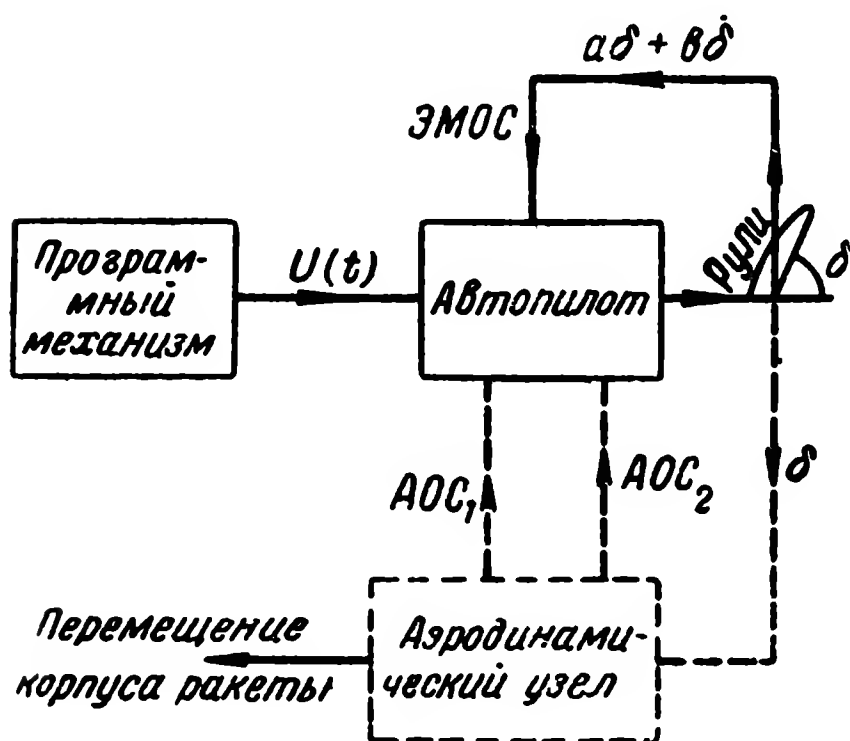 aδ + вδ̇
ЭМОС
Програм-
мный
механизм
U(t)
Автопилот
Рули
δ
АОС₁
АОС₂
δ
Перемещение
корпуса ракеты
Аэродинами-
ческий узел